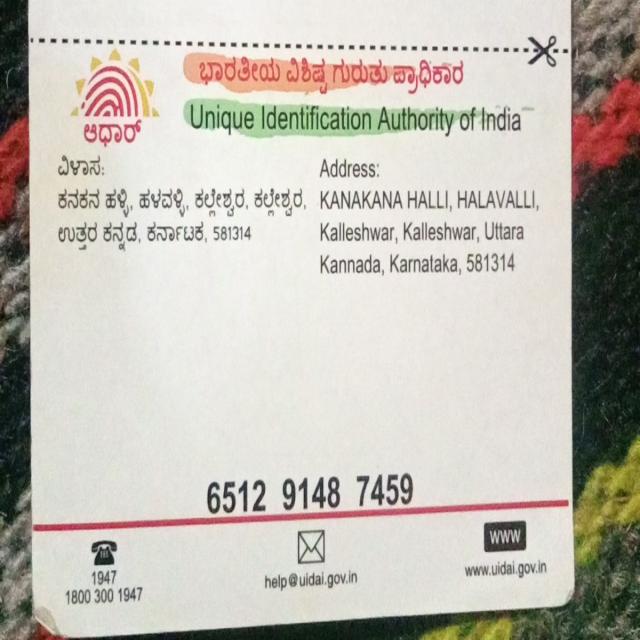 ಭಾರತೀಯ ವಿಶಿಷ್ಟ ಗುರುತು ಪ್ರಾಧಿಕಾರ
Unique Identification Authority of India
ಆಧಾರ್
ವಿಳಾಸ:
ಕನಕನ ಹಳ್ಳಿ, ಹಳವಳ್ಳಿ, ಕಲ್ಲೇಶ್ವರ, ಕಲ್ಲೇಶ್ವರ,
ಉತ್ತರ ಕನ್ನಡ, ಕರ್ನಾಟಕ, 581314
Address:
KANAKANA HALLI, HALAVALLI,
Kalleshwar, Kalleshwar, Uttara
Kannada, Karnataka, 581314
6512 9148 7459
1947
1800 300 1947
help@uidai.gov.in
WWW
www.uidai.gov.in